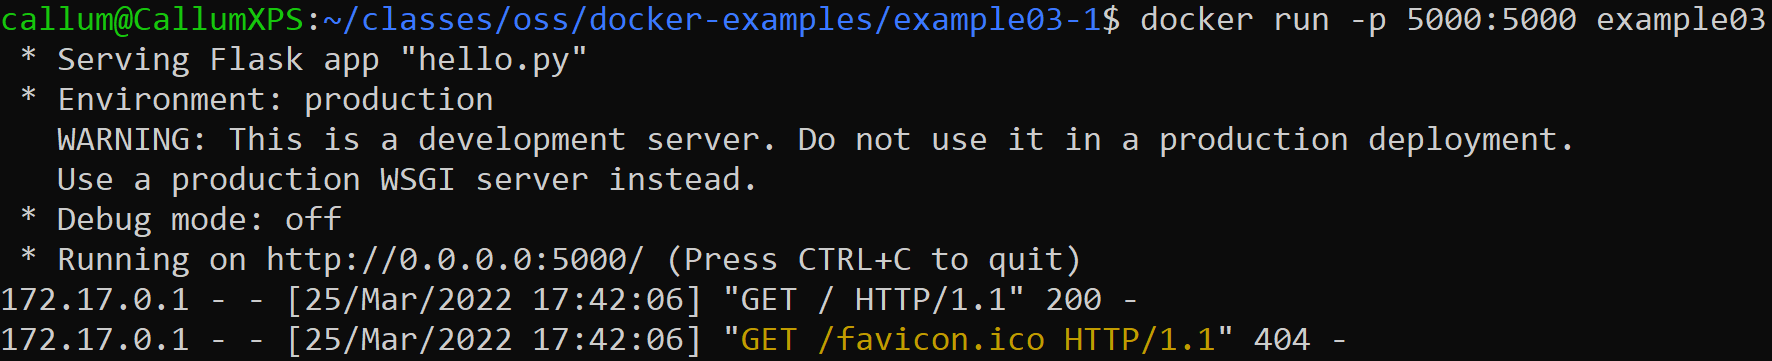 callum@CallumXPS:~/classes/oss/docker-examples/example03-1$ docker run -p 5000:5000 example03
 * Serving Flask app "hello.py"
 * Environment: production
   WARNING: This is a development server. Do not use it in a production deployment.
   Use a production WSGI server instead.
 * Debug mode: off
 * Running on http://0.0.0.0:5000/ (Press CTRL+C to quit)
172.17.0.1 - - [25/Mar/2022 17:42:06] "GET / HTTP/1.1" 200 -
172.17.0.1 - - [25/Mar/2022 17:42:06] "GET /favicon.ico HTTP/1.1" 404 -